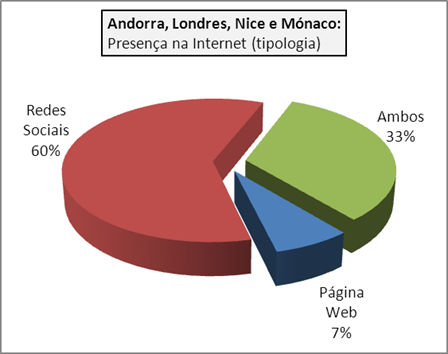 Andorra, Londres, Nice e Mónaco:
Presença na Internet (tipologia)
Redes
Sociais
60%
Ambos
33%
Página
Web
7%